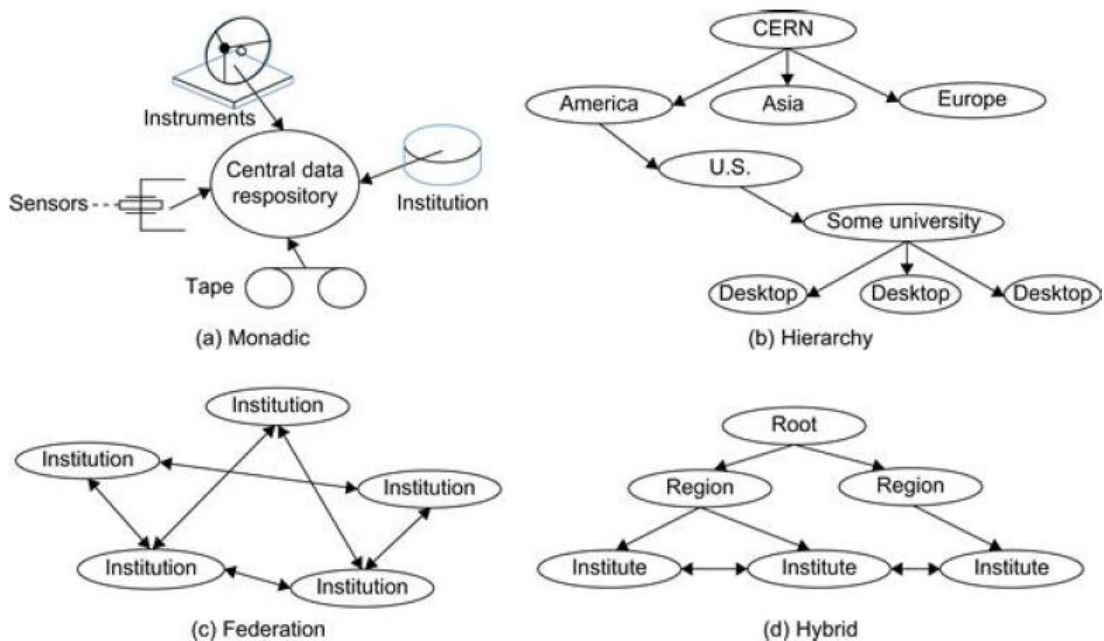 Instruments
Central data
respository
Sensors
Institution
Tape
(a) Monadic
CERN
America
Asia
Europe
U.S.
Some university
Desktop
Desktop
Desktop
(b) Hierarchy
Institution
Institution
Institution
Institution
Institution
(c) Federation
Root
Region
Region
Institute
Institute
Institute
(d) Hybrid